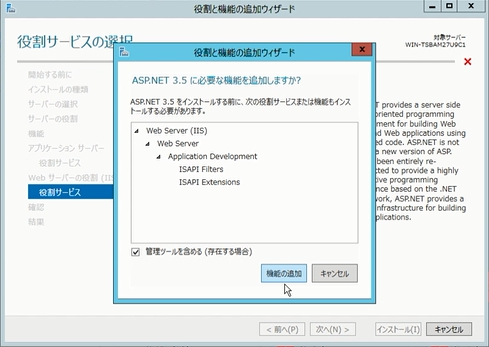 役割と機能の追加ウィザード
役割サービスの選択
対象サーバー
WIN-TSBAM27U9C1
開始する前に
インストールの種類
サーバーの選択
サーバーの役割
機能
アプリケーション サーバー
役割サービス
Web サーバーの役割 (IIS
役割サービス
確認
結果
役割と機能の追加ウィザード
ASP.NET 3.5 に必要な機能を追加しますか?
ASP.NET 3.5 をインストールする前に、次の役割サービスまたは機能もインス
トールする必要があります。
Web Server (IIS)
Web Server
Application Development
ISAPI Filters
ISAPI Extensions
管理ツールを含める (存在する場合)
機能の追加
キャンセル
T provides a server side
oriented programming
ment for building Web
nd Web applications using
ed code. ASP.NET is not
a new version of ASP.
been entirely re-
cted to provide a highly
tive programming
nce based on the .NET
work, ASP.NET provides a
infrastructure for building
plications.
< 前へ(P)
次へ(N) >
インストール(I)
キャンセル